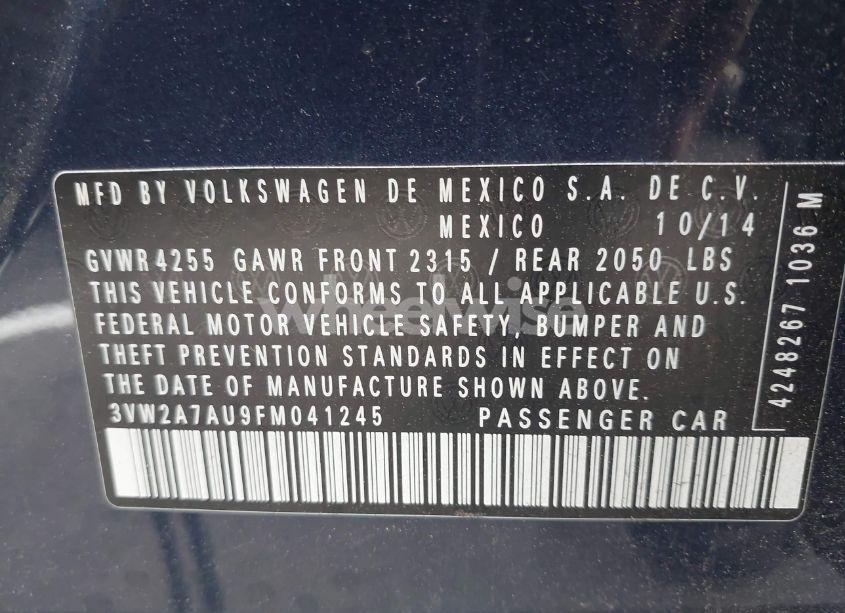 MFD BY VOLKSWAGEN DE MEXICO S.A. DE C.V.
MEXICO 10/14
GVWR 4255 GAWR FRONT 2315 / REAR 2050 LBS
THIS VEHICLE CONFORMS TO ALL APPLICABLE U.S.
FEDERAL MOTOR VEHICLE SAFETY, BUMPER AND
THEFT PREVENTION STANDARDS IN EFFECT ON
THE DATE OF MANUFACTURE SHOWN ABOVE.
3VW2A7AU9FM041245 PASSENGER CAR
4248267 1036 M
wheelwise